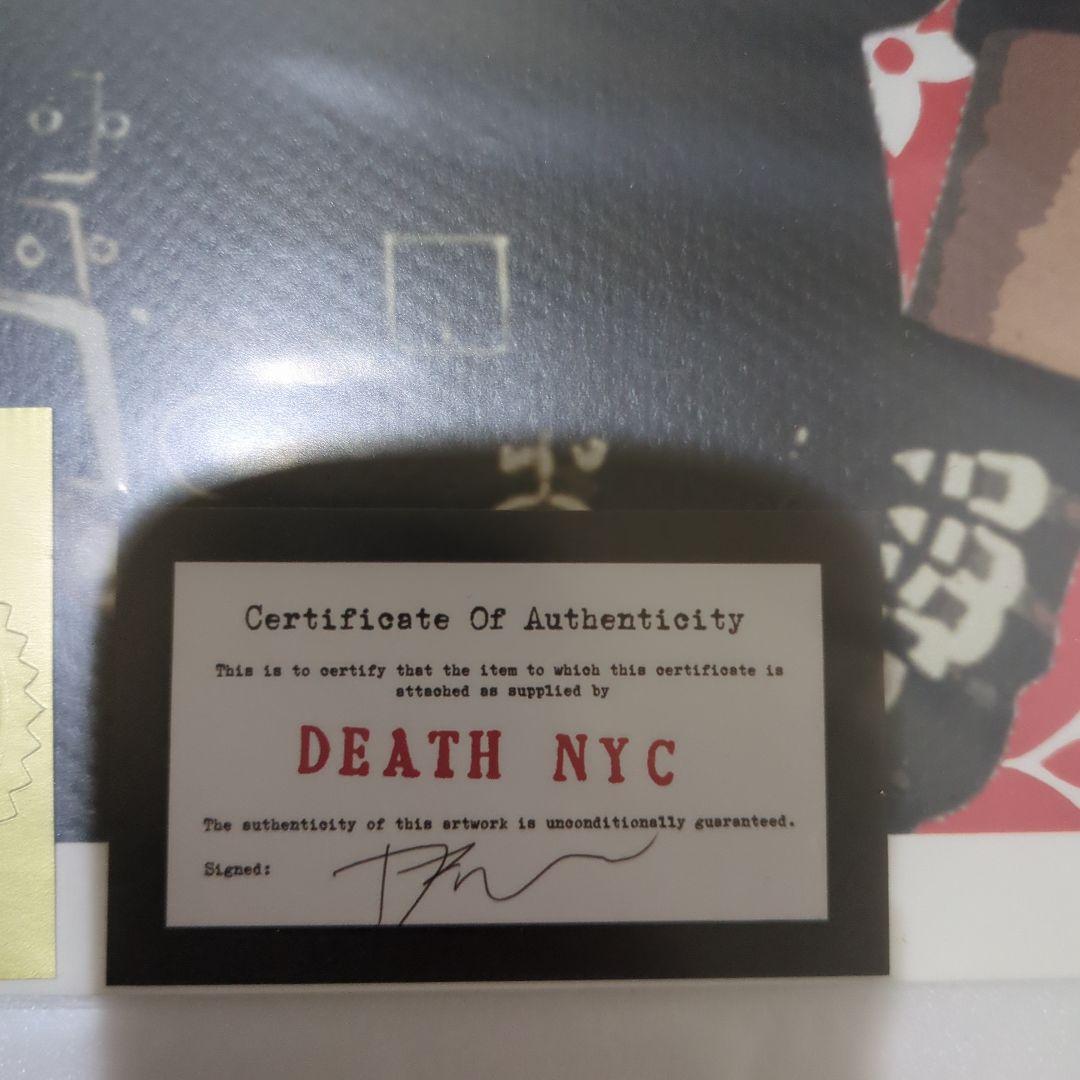 Certificate Of Authenticity
This is to certify that the item to which this certificate is
attached as supplied by
DEATH NYC
The authenticity of this artwork is unconditionally guaranteed.
Signed: